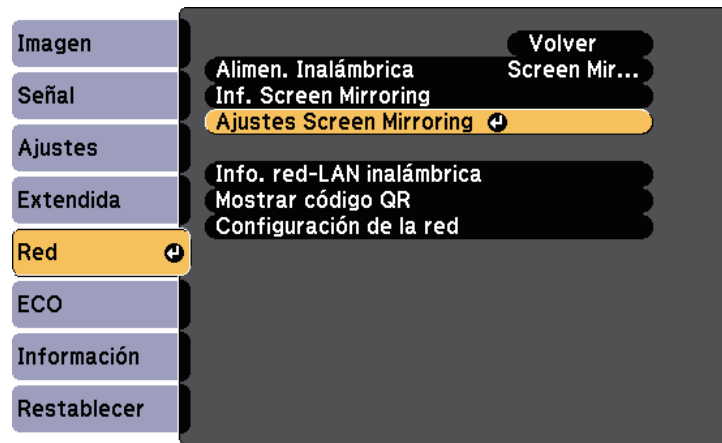 Imagen
Señal
Ajustes
Extendida
Red
ECO
Información
Restablecer
Volver
Alimen. Inalámbrica Screen Mir...
Inf. Screen Mirroring
Ajustes Screen Mirroring
Info. red-LAN inalámbrica
Mostrar código QR
Configuración de la red